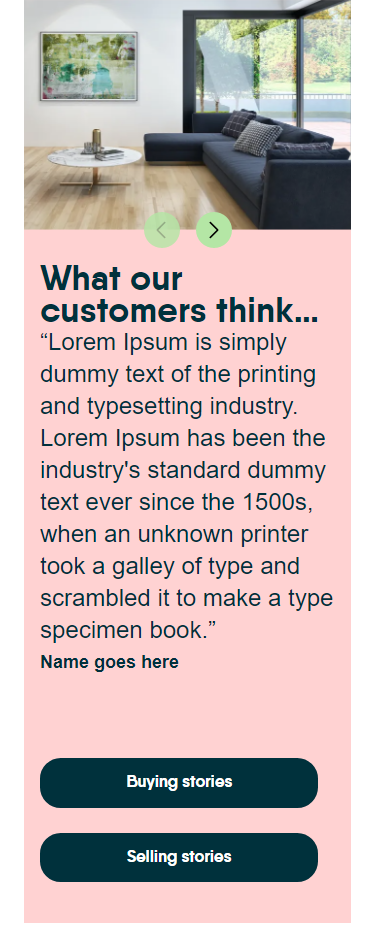 What our
customers think...
“Lorem Ipsum is simply
dummy text of the printing
and typesetting industry.
Lorem Ipsum has been the
industry's standard dummy
text ever since the 1500s,
when an unknown printer
took a galley of type and
scrambled it to make a type
specimen book.”
Name goes here
Buying stories
Selling stories